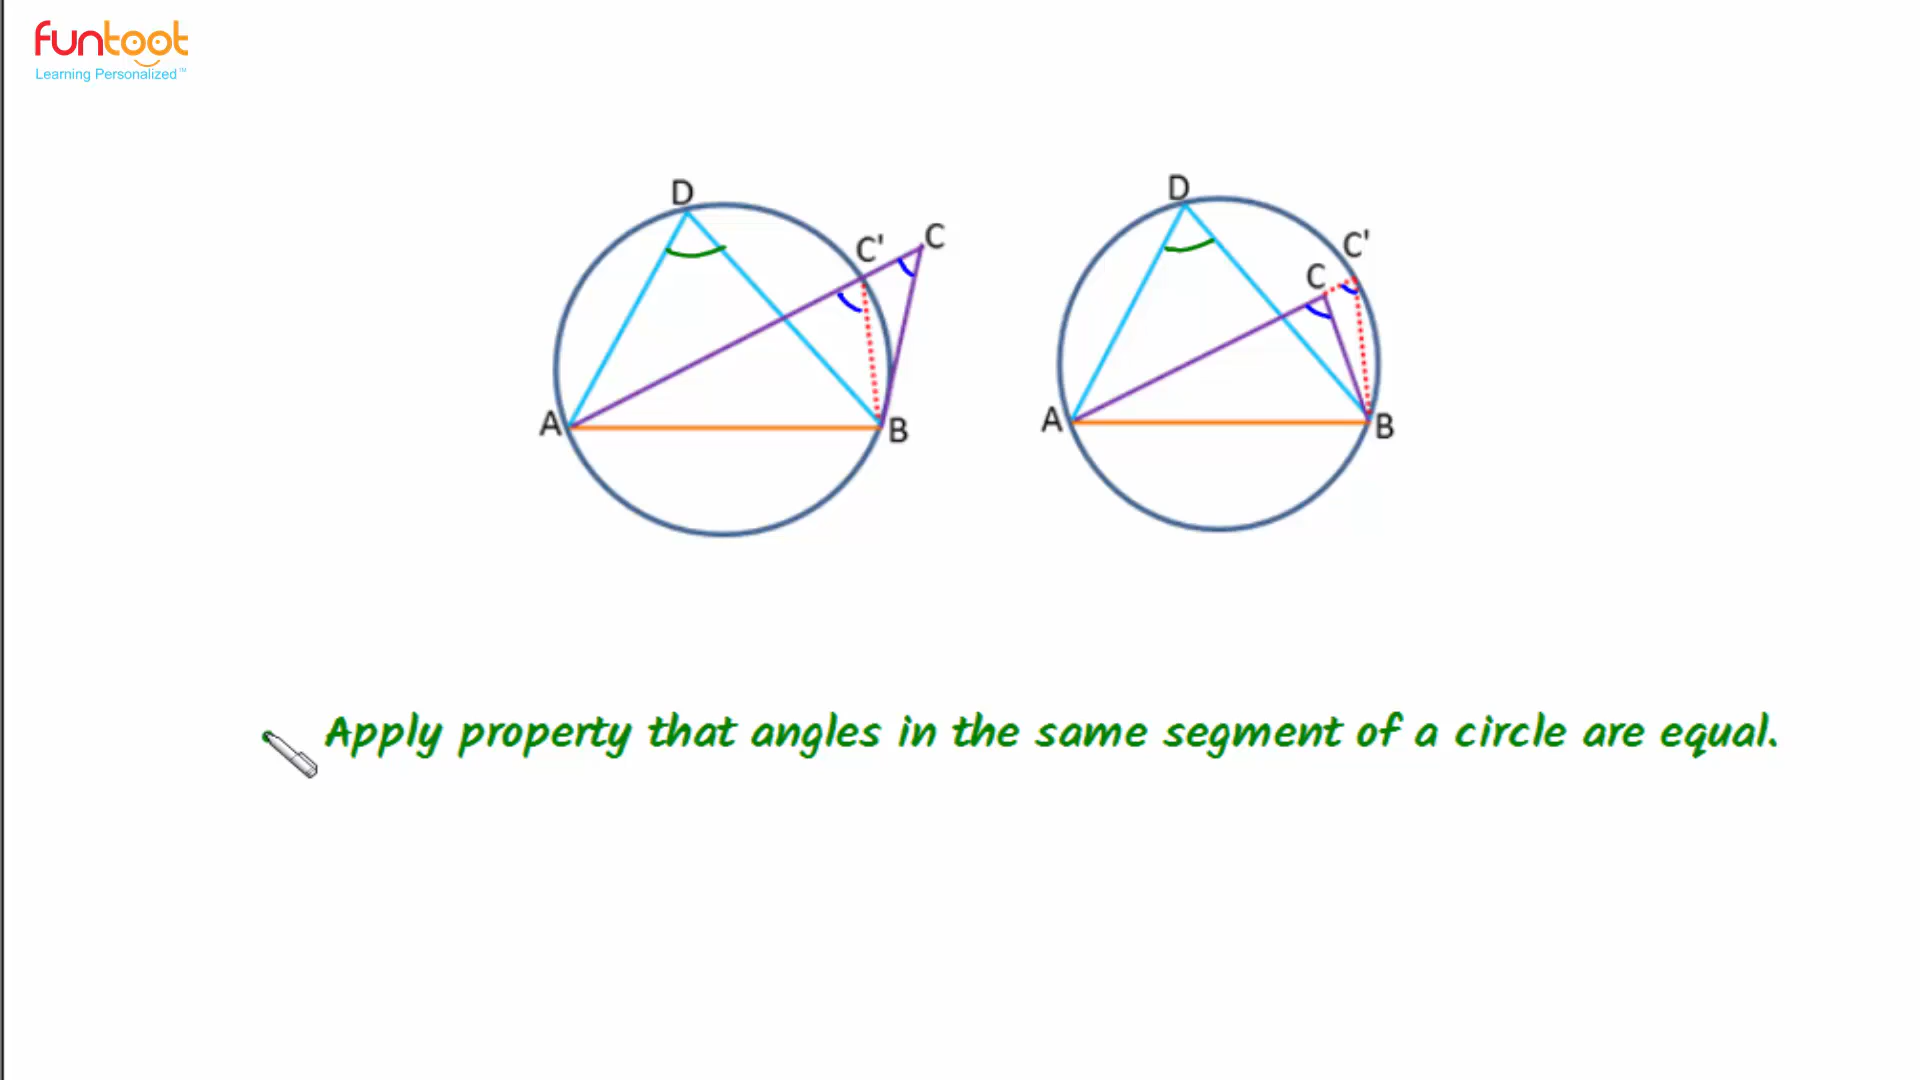 funtoot
Learning Personalized™
D
C'
C
A
B
D
C'
C
A
B
Apply property that angles in the same segment of a circle are equal.